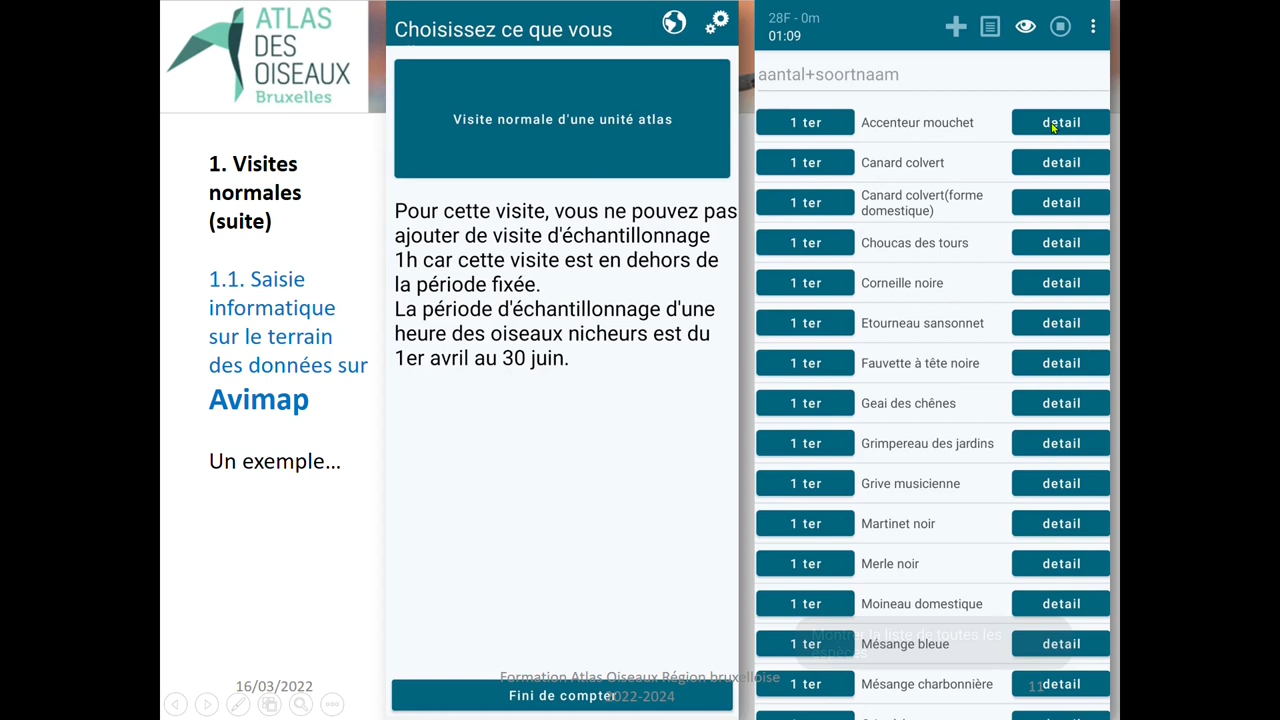 ATLAS
DES
OISEAUX
Bruxelles
1. Visites
normales
(suite)
1.1. Saisie
informatique
sur le terrain
des données sur
Avimap
Un exemple...
16/03/2022
Choisissez ce que vous
Visite normale d'une unité atlas
Pour cette visite, vous ne pouvez pas
ajouter de visite d'échantillonnage
1h car cette visite est en dehors de
la période fixée.
La période d'échantillonnage d'une
heure des oiseaux nicheurs est du
1er avril au 30 juin.
Formation Atlas Oiseaux Région bruxelloise
2022-2024
Fini de compter
28F - 0m
01:09
aantal+soortnaam
1 ter Accenteur mouchet detail
1 ter Canard colvert detail
1 ter Canard colvert(forme domestique) detail
1 ter Choucas des tours detail
1 ter Corneille noire detail
1 ter Etourneau sansonnet detail
1 ter Fauvette à tête noire detail
1 ter Geai des chênes detail
1 ter Grimpereau des jardins detail
1 ter Grive musicienne detail
1 ter Martinet noir detail
1 ter Merle noir detail
1 ter Moineau domestique detail
Montrer la liste de toutes les
espèces
1 ter Mésange bleue detail
1 ter Mésange charbonnière detail
11